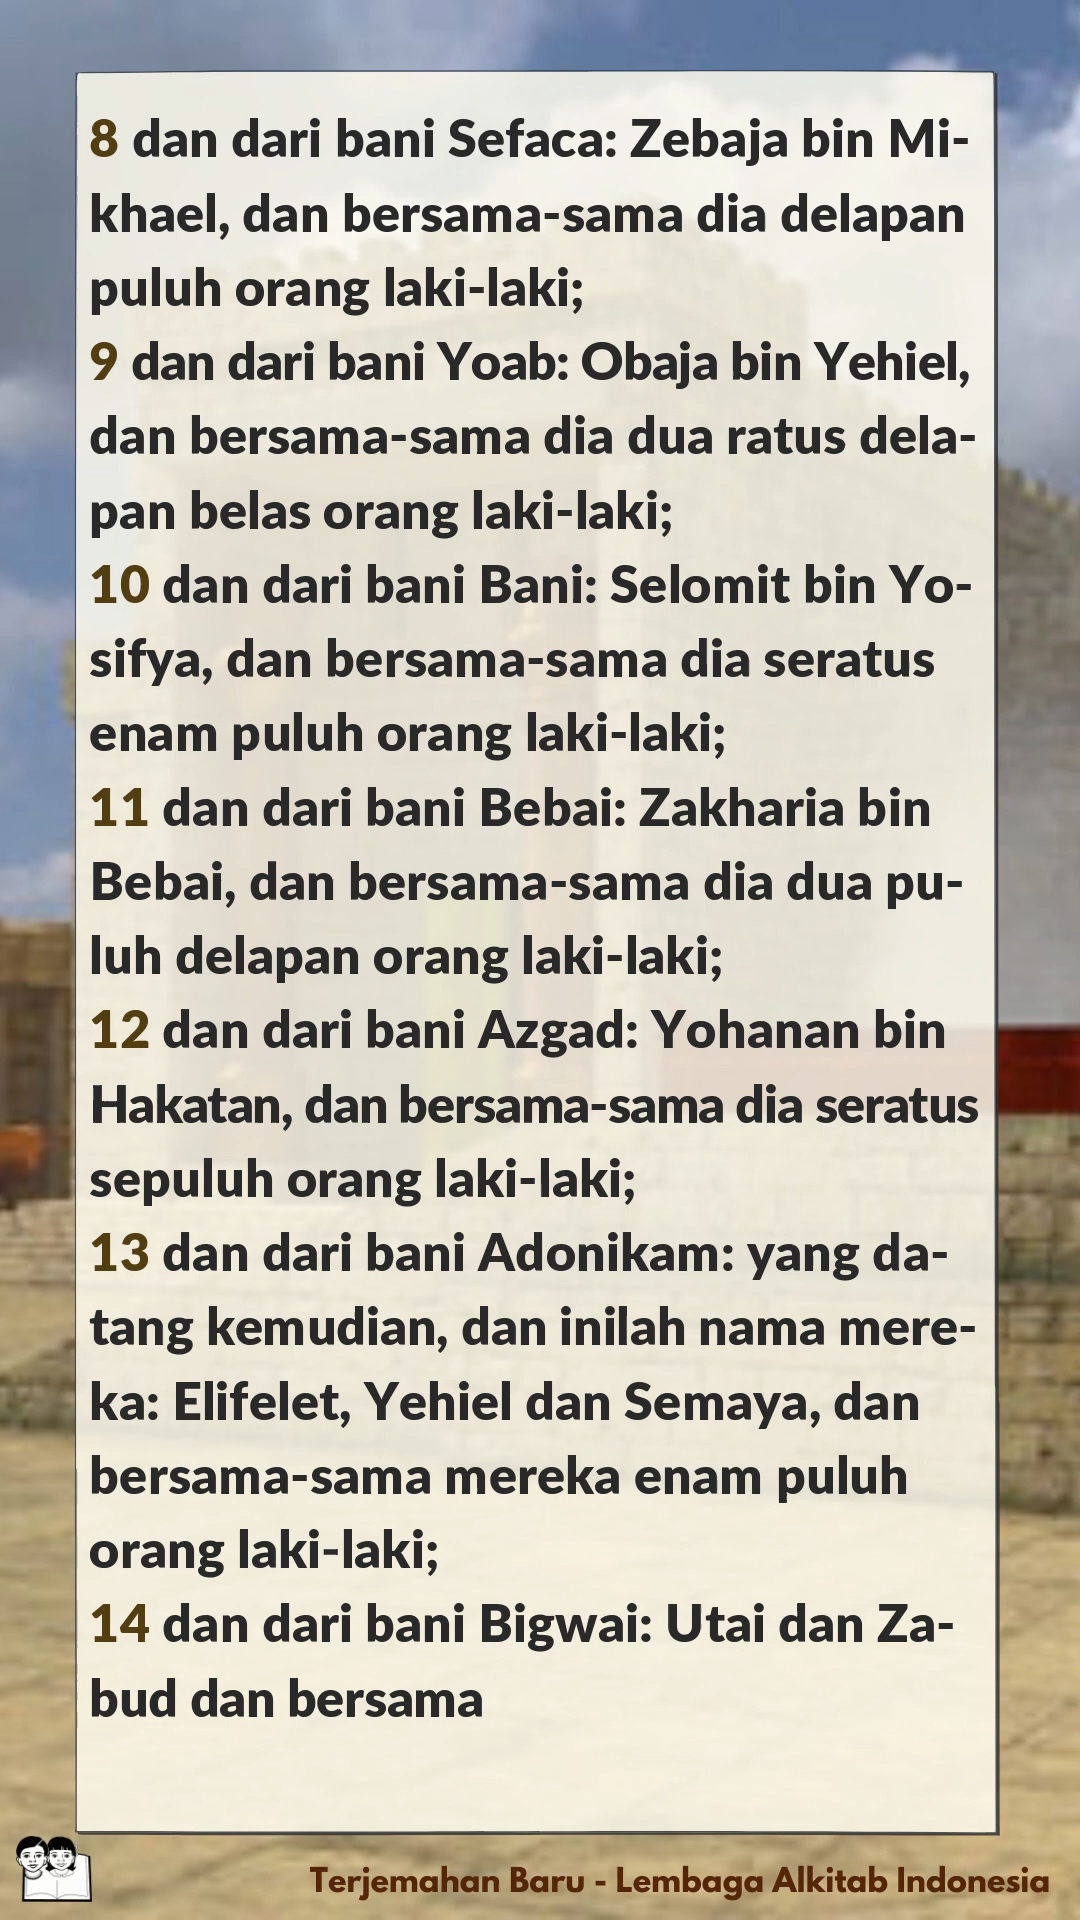 8 dan dari bani Sefaca: Zebaja bin Mi-
khael, dan bersama-sama dia delapan
puluh orang laki-laki;
9 dan dari bani Yoab: Obaja bin Yehiel,
dan bersama-sama dia dua ratus dela-
pan belas orang laki-laki;
10 dan dari bani Bani: Selomit bin Yo-
sifya, dan bersama-sama dia seratus
enam puluh orang laki-laki;
11 dan dari bani Bebai: Zakharia bin
Bebai, dan bersama-sama dia dua pu-
luh delapan orang laki-laki;
12 dan dari bani Azgad: Yohanan bin
Hakatan, dan bersama-sama dia seratus
sepuluh orang laki-laki;
13 dan dari bani Adonikam: yang da-
tang kemudian, dan inilah nama mere-
ka: Elifelet, Yehiel dan Semaya, dan
bersama-sama mereka enam puluh
orang laki-laki;
14 dan dari bani Bigwai: Utai dan Za-
bud dan bersama
Terjemahan Baru - Lembaga Alkitab Indonesia